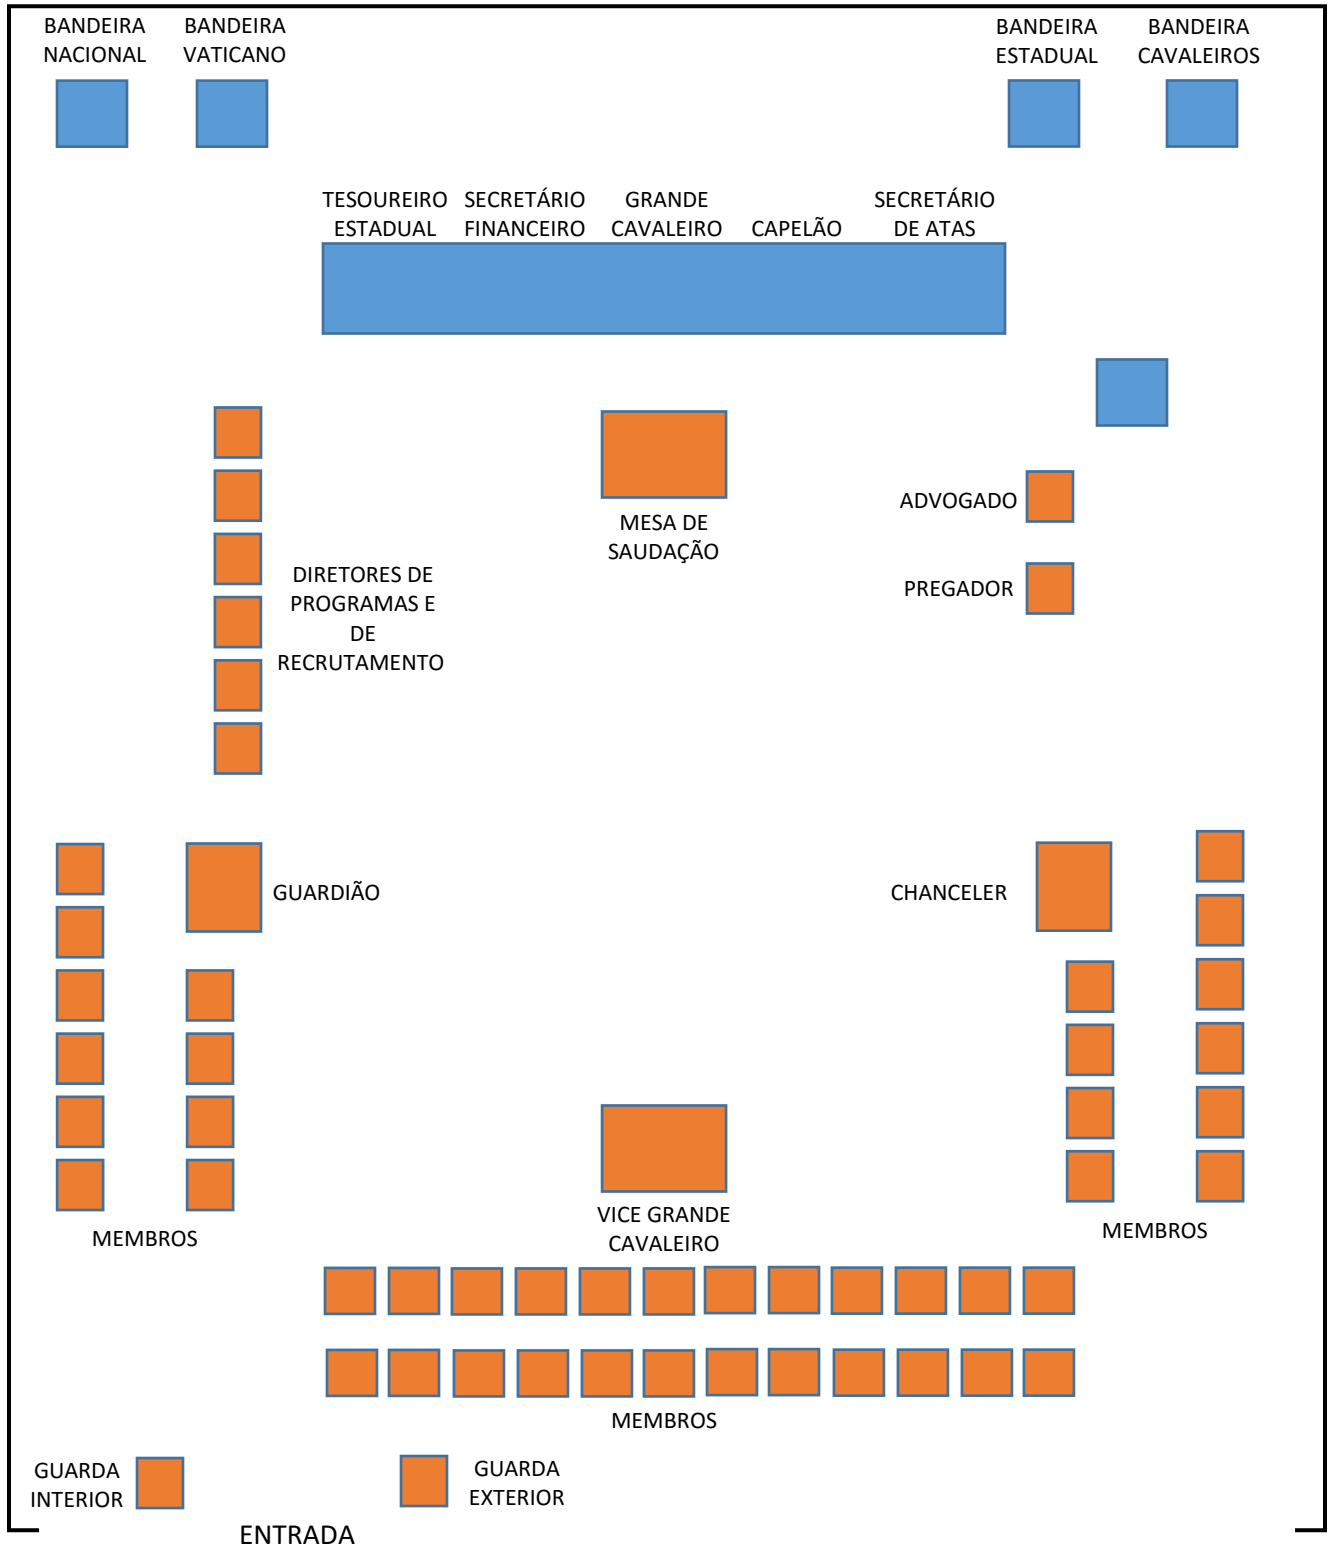 BANDEIRA
NACIONAL
BANDEIRA
VATICANO
BANDEIRA
ESTADUAL
BANDEIRA
CAVALEIROS
TESOUREIRO
ESTADUAL
SECRETÁRIO
FINANCEIRO
GRANDE
CAVALEIRO
CAPELÃO
SECRETÁRIO
DE ATAS
MESA DE
SAUDAÇÃO
ADVOGADO
PREGADOR
DIRETORES DE
PROGRAMAS E
DE
RECRUTAMENTO
GUARDIÃO
CHANCELER
VICE GRANDE
CAVALEIRO
MEMBROS
MEMBROS
MEMBROS
GUARDA
INTERIOR
GUARDA
EXTERIOR
ENTRADA